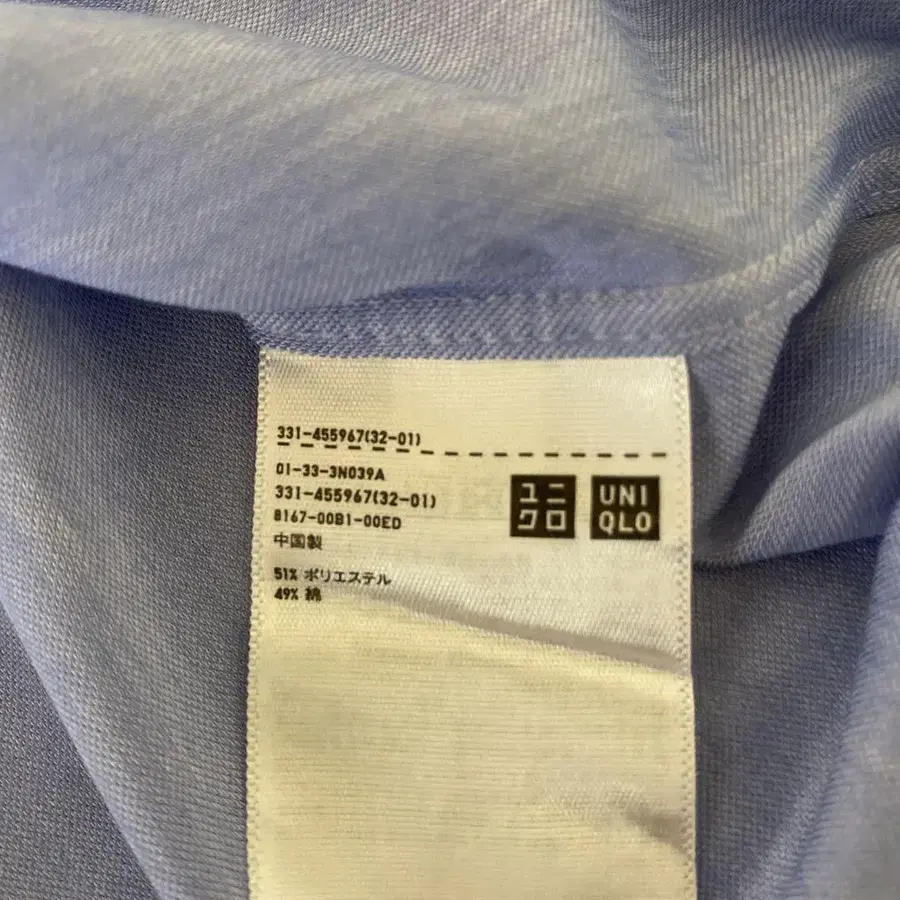 331-455967(32-01)
01-33-3N039A
331-455967(32-01)
8167-00B1-00ED
中国製
51% ポリエステル
49% 綿
ユニ
クロ
UNI
QLO